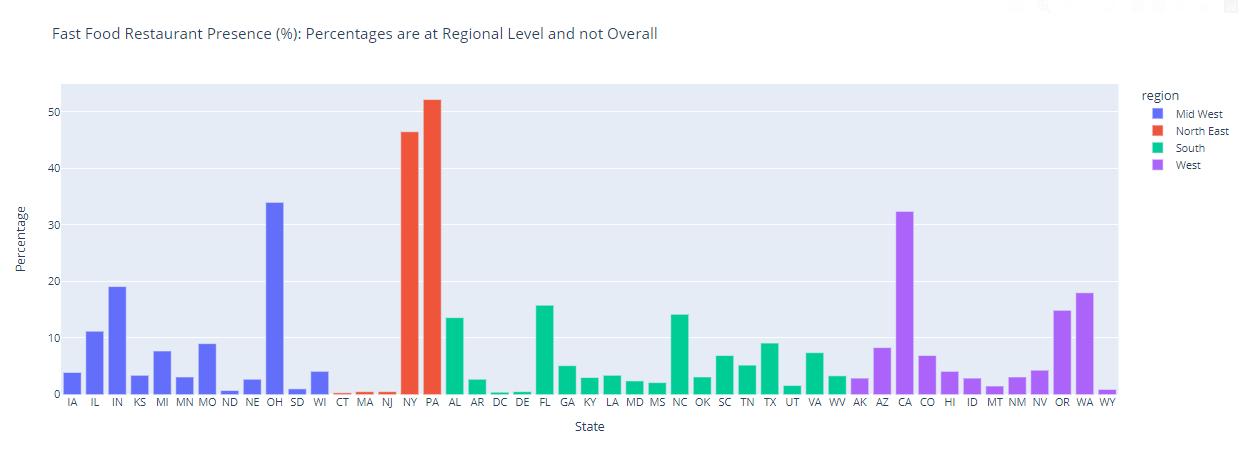 Fast Food Restaurant Presence (%): Percentages are at Regional Level and not Overall
region
Mid West
North East
South
West
Percentage
50
40
30
20
10
0
IA IL IN KS MI MN MO ND NE OH SD WI CT MA NJ NY PA AL AR DC DE FL GA KY LA MD MS NC OK SC TN TX UT VA WV AK AZ CA CO HI ID MT NM NV OR WA WY
State